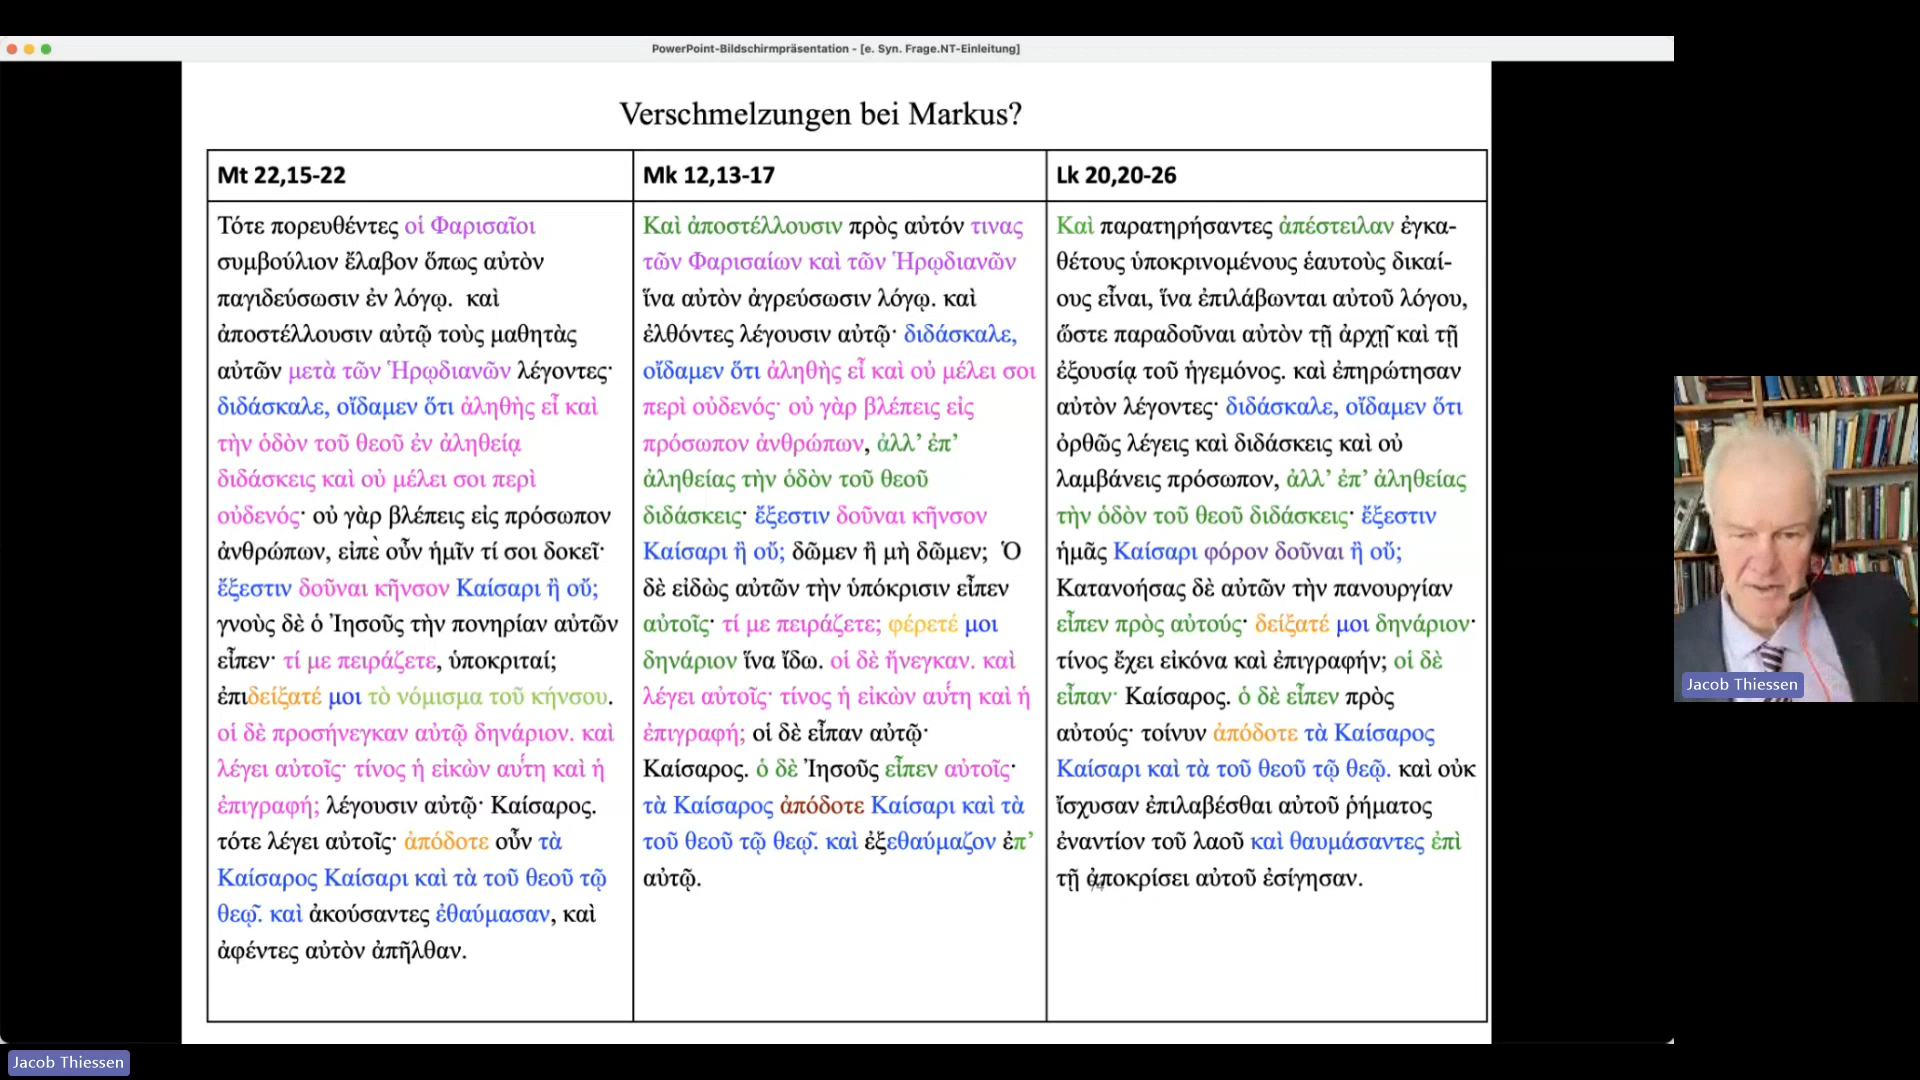 PowerPoint-Bildschirmpräsentation - [e. Syn. Frage.NT-Einleitung]
Verschmelzungen bei Markus?
Mt 22,15-22
Τότε πορευθέντες οἱ Φαρισαῖοι
συμβούλιον ἔλαβον ὅπως αὐτὸν
παγιδεύσωσιν ἐν λόγῳ. καὶ
ἀποστέλλουσιν αὐτῷ τοὺς μαθητὰς
αὐτῶν μετὰ τῶν Ἡρῳδιανῶν λέγοντες·
διδάσκαλε, οἴδαμεν ὅτι ἀληθὴς εἶ καὶ
τὴν ὁδὸν τοῦ θεοῦ ἐν ἀληθείᾳ
διδάσκεις καὶ οὐ μέλει σοι περὶ
οὐδενός· οὐ γὰρ βλέπεις εἰς πρόσωπον
ἀνθρώπων, εἰπὲ οὖν ἡμῖν τί σοι δοκεῖ·
ἔξεστιν δοῦναι κῆνσον Καίσαρι ἢ οὔ;
γνοὺς δὲ ὁ Ἰησοῦς τὴν πονηρίαν αὐτῶν
εἶπεν· τί με πειράζετε, ὑποκριταί;
ἐπιδείξατέ μοι τὸ νόμισμα τοῦ κήνσου.
οἱ δὲ προσήνεγκαν αὐτῷ δηνάριον. καὶ
λέγει αὐτοῖς· τίνος ἡ εἰκὼν αὕτη καὶ ἡ
ἐπιγραφή; λέγουσιν αὐτῷ· Καίσαρος.
τότε λέγει αὐτοῖς· ἀπόδοτε οὖν τὰ
Καίσαρος Καίσαρι καὶ τὰ τοῦ θεοῦ τῷ
θεῷ. καὶ ἀκούσαντες ἐθαύμασαν, καὶ
ἀφέντες αὐτὸν ἀπῆλθαν.
Mk 12,13-17
Καὶ ἀποστέλλουσιν πρὸς αὐτόν τινας
τῶν Φαρισαίων καὶ τῶν Ἡρῳδιανῶν
ἵνα αὐτὸν ἀγρεύσωσιν λόγῳ. καὶ
ἐλθόντες λέγουσιν αὐτῷ· διδάσκαλε,
οἴδαμεν ὅτι ἀληθὴς εἶ καὶ οὐ μέλει σοι
περὶ οὐδενός· οὐ γὰρ βλέπεις εἰς
πρόσωπον ἀνθρώπων, ἀλλ’ ἐπ’
ἀληθείας τὴν ὁδὸν τοῦ θεοῦ
διδάσκεις· ἔξεστιν δοῦναι κῆνσον
Καίσαρι ἢ οὔ; δῶμεν ἢ μὴ δῶμεν; Ὁ
δὲ εἰδὼς αὐτῶν τὴν ὑπόκρισιν εἶπεν
αὐτοῖς· τί με πειράζετε; φέρετέ μοι
δηνάριον ἵνα ἴδω. οἱ δὲ ἤνεγκαν. καὶ
λέγει αὐτοῖς· τίνος ἡ εἰκὼν αὕτη καὶ ἡ
ἐπιγραφή; οἱ δὲ εἶπαν αὐτῷ·
Καίσαρος. ὁ δὲ Ἰησοῦς εἶπεν αὐτοῖς·
τὰ Καίσαρος ἀπόδοτε Καίσαρι καὶ τὰ
τοῦ θεοῦ τῷ θεῷ. καὶ ἐξεθαύμαζον ἐπ’
αὐτῷ.
Lk 20,20-26
Καὶ παρατηρήσαντες ἀπέστειλαν ἐγκα-
θέτους ὑποκρινομένους ἑαυτοὺς δικαί-
ους εἶναι, ἵνα ἐπιλάβωνται αὐτοῦ λόγου,
ὥστε παραδοῦναι αὐτὸν τῇ ἀρχῇ καὶ τῇ
ἐξουσίᾳ τοῦ ἡγεμόνος. καὶ ἐπηρώτησαν
αὐτὸν λέγοντες· διδάσκαλε, οἴδαμεν ὅτι
ὀρθῶς λέγεις καὶ διδάσκεις καὶ οὐ
λαμβάνεις πρόσωπον, ἀλλ’ ἐπ’ ἀληθείας
τὴν ὁδὸν τοῦ θεοῦ διδάσκεις· ἔξεστιν
ἡμᾶς Καίσαρι φόρον δοῦναι ἢ οὔ;
Κατανοήσας δὲ αὐτῶν τὴν πανουργίαν
εἶπεν πρὸς αὐτούς· δείξατέ μοι δηνάριον·
τίνος ἔχει εἰκόνα καὶ ἐπιγραφήν; οἱ δὲ
εἶπαν· Καίσαρος. ὁ δὲ εἶπεν πρὸς
αὐτούς· τοίνυν ἀπόδοτε τὰ Καίσαρος
Καίσαρι καὶ τὰ τοῦ θεοῦ τῷ θεῷ. καὶ οὐκ
ἴσχυσαν ἐπιλαβέσθαι αὐτοῦ ῥήματος
ἐναντίον τοῦ λαοῦ καὶ θαυμάσαντες ἐπὶ
τῇ ἀποκρίσει αὐτοῦ ἐσίγησαν.
Jacob Thiessen
Jacob Thiessen